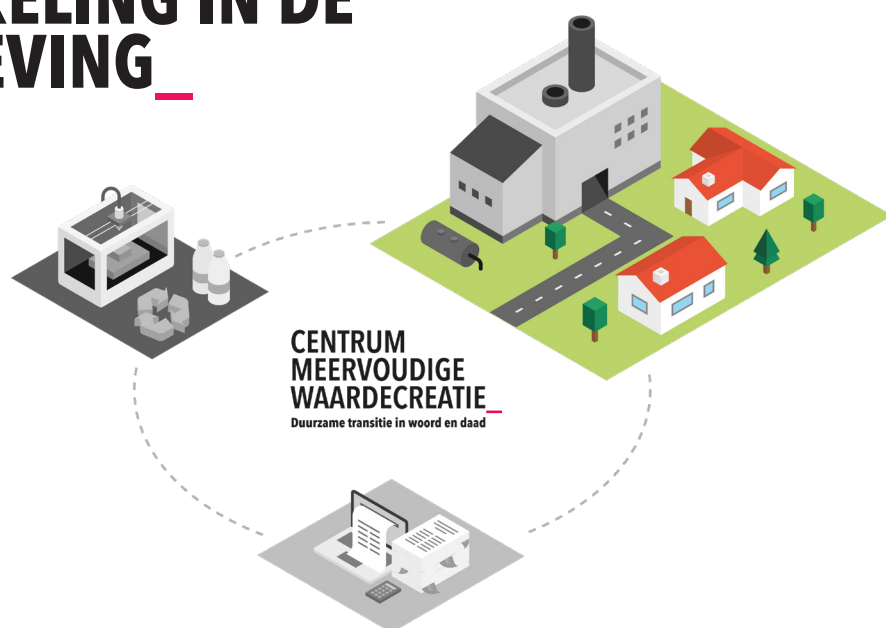 KELING IN DE
EVING_
CENTRUM
MEERVOUDIGE
WAARDECREATIE_
Duurzame transitie in woord en daad